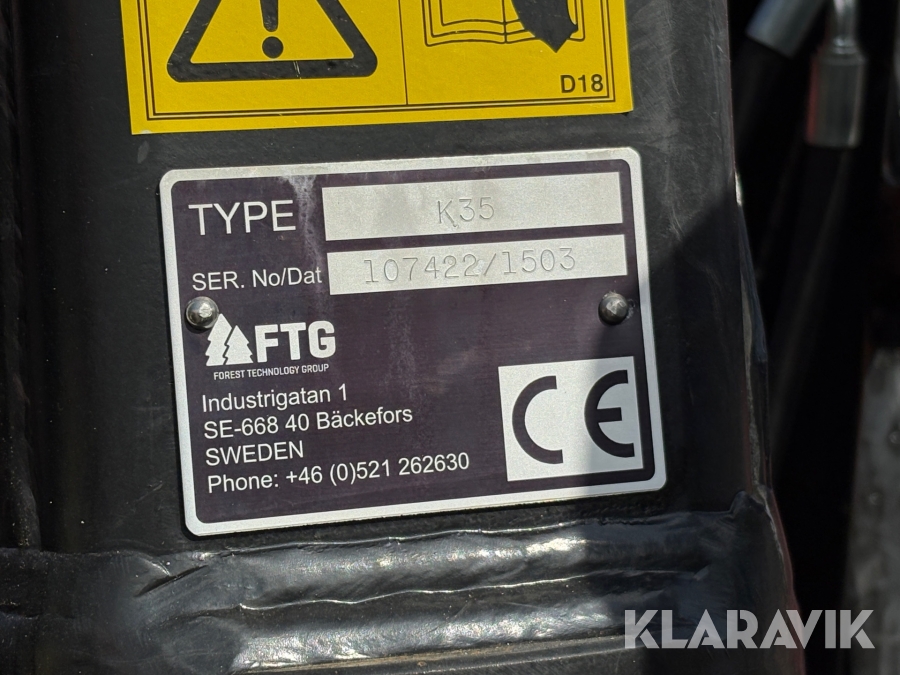 D18
TYPE K35
SER. No/Dat 107422/1503
FTG
FOREST TECHNOLOGY GROUP
Industrigatan 1
SE-668 40 Bäckefors
SWEDEN
Phone: +46 (0)521 262630
CE
KLARAVIK